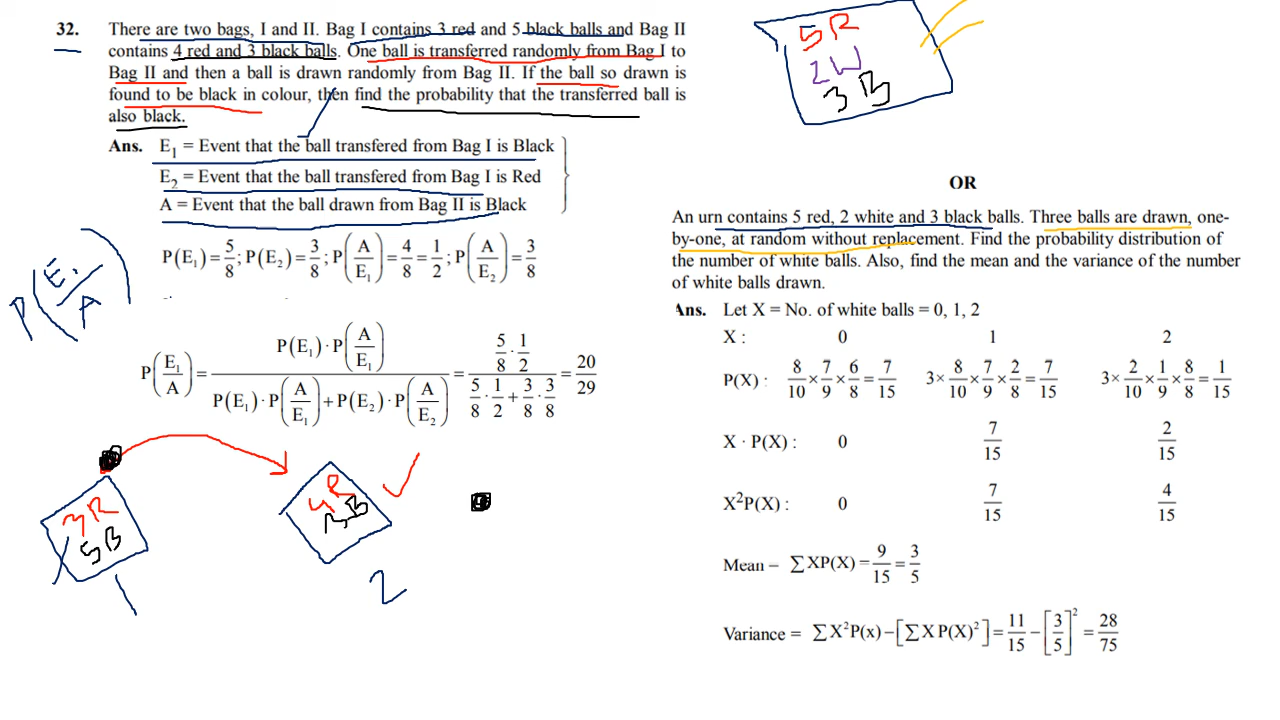 32. There are two bags, I and II. Bag I contains 3 red and 5 black balls and Bag II
contains 4 red and 3 black balls. One ball is transferred randomly from Bag I to
Bag II and then a ball is drawn randomly from Bag II. If the ball so drawn is
found to be black in colour, then find the probability that the transferred ball is
also black.
Ans. E₁ = Event that the ball transfered from Bag I is Black
E₂ = Event that the ball transfered from Bag I is Red
A = Event that the ball drawn from Bag II is Black
P(E₁) = 5/8; P(E₂) = 3/8; P(A/E₁) = 4/8 = 1/2; P(A/E₂) = 3/8
P(E₁/A)
P(E₁/A) = P(E₁)·P(A/E₁) / P(E₁)·P(A/E₁)+P(E₂)·P(A/E₂) = 5/8·1/2 / 5/8·1/2+3/8·3/8 = 20/29
3R
5B
1
4R
B
2
5R
2W
3B
OR
An urn contains 5 red, 2 white and 3 black balls. Three balls are drawn, one-
by-one, at random without replacement. Find the probability distribution of
the number of white balls. Also, find the mean and the variance of the number
of white balls drawn.
Ans. Let X = No. of white balls = 0, 1, 2
X : 0 1 2
P(X) : 8/10×7/9×6/8=7/15 3×8/10×7/9×2/8=7/15 3×2/10×1/9×8/8=1/15
X · P(X) : 0 7/15 2/15
X²P(X) : 0 7/15 4/15
Mean – ∑XP(X) = 9/15 = 3/5
Variance = ∑X²P(x)–[∑XP(X)²] = 11/15 – [3/5]² = 28/75